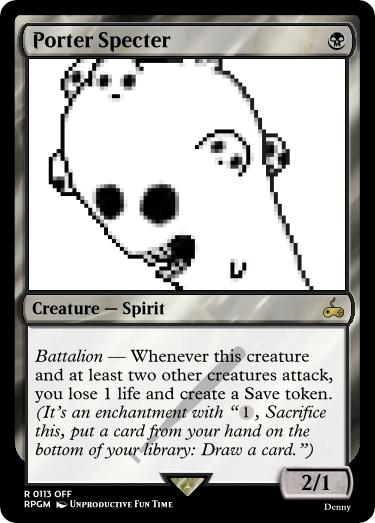 Porter Specter
Creature — Spirit
Battalion — Whenever this creature
and at least two other creatures attack,
you lose 1 life and create a Save token.
(It's an enchantment with “1, Sacrifice
this, put a card from your hand on the
bottom of your library: Draw a card.”)
2/1
R 0113 OFF
RPGM Unproductive Fun Time
Denny